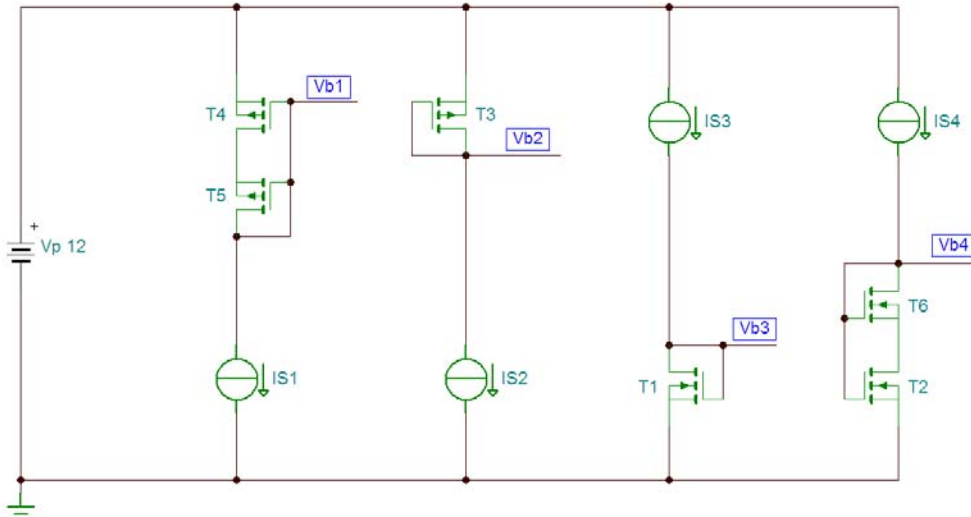 Vb1
T4
T3
Vb2
IS3
IS4
T5
+
Vp 12
Vb4
T6
Vb3
IS1
IS2
T1
T2